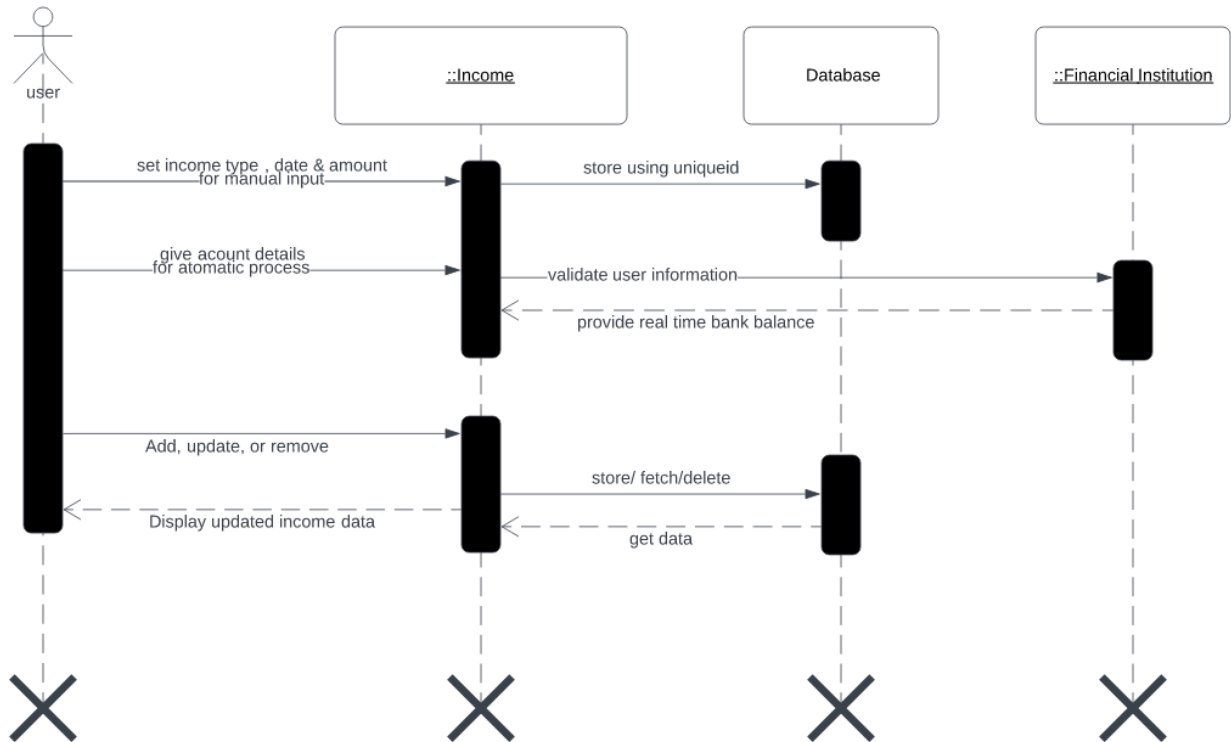 user
::Income
Database
::Financial Institution
set income type , date & amount
for manual input
store using uniqueid
give acount details
for atomatic process
validate user information
provide real time bank balance
Add, update, or remove
store/ fetch/delete
Display updated income data
get data